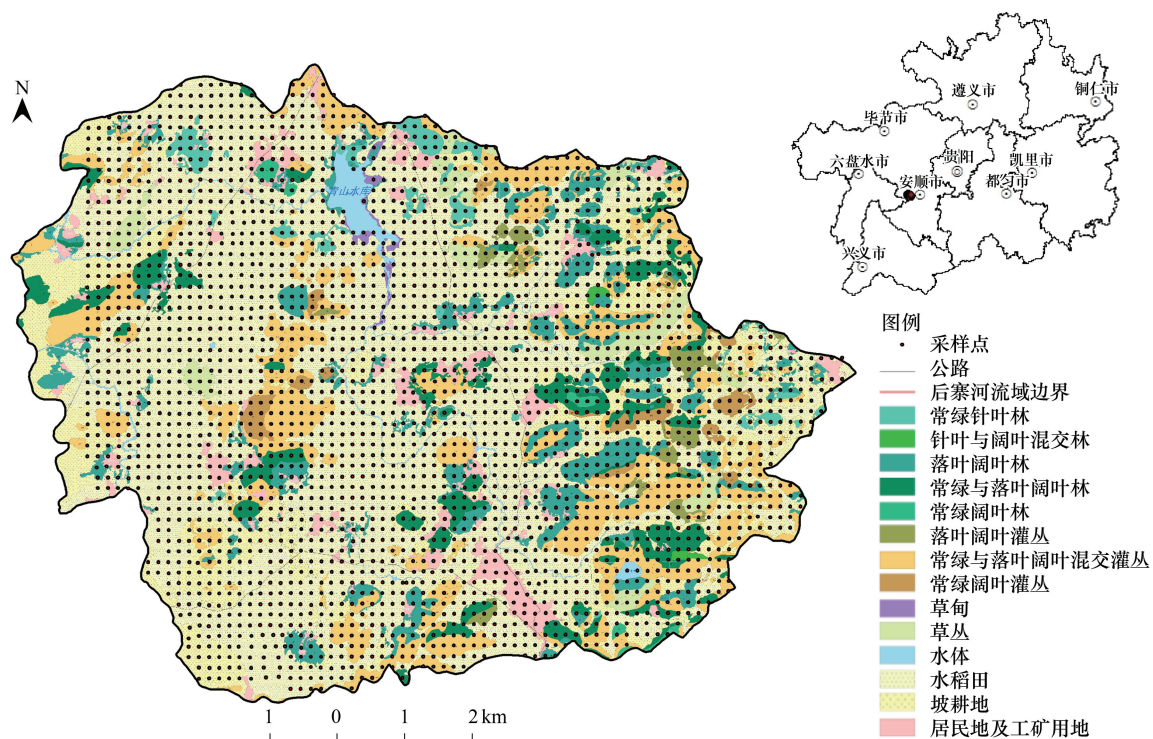 N
青山水库
遵义市
铜仁市
毕节市
贵阳
凯里市
六盘水市
安顺市
都匀市
兴义市
图例
采样点
公路
后寨河流域边界
常绿针叶林
针叶与阔叶混交林
落叶阔叶林
常绿与落叶阔叶林
常绿阔叶林
落叶阔叶灌丛
常绿与落叶阔叶混交灌丛
常绿阔叶灌丛
草甸
草丛
水体
水稻田
坡耕地
居民地及工矿用地
1 0 1 2 km